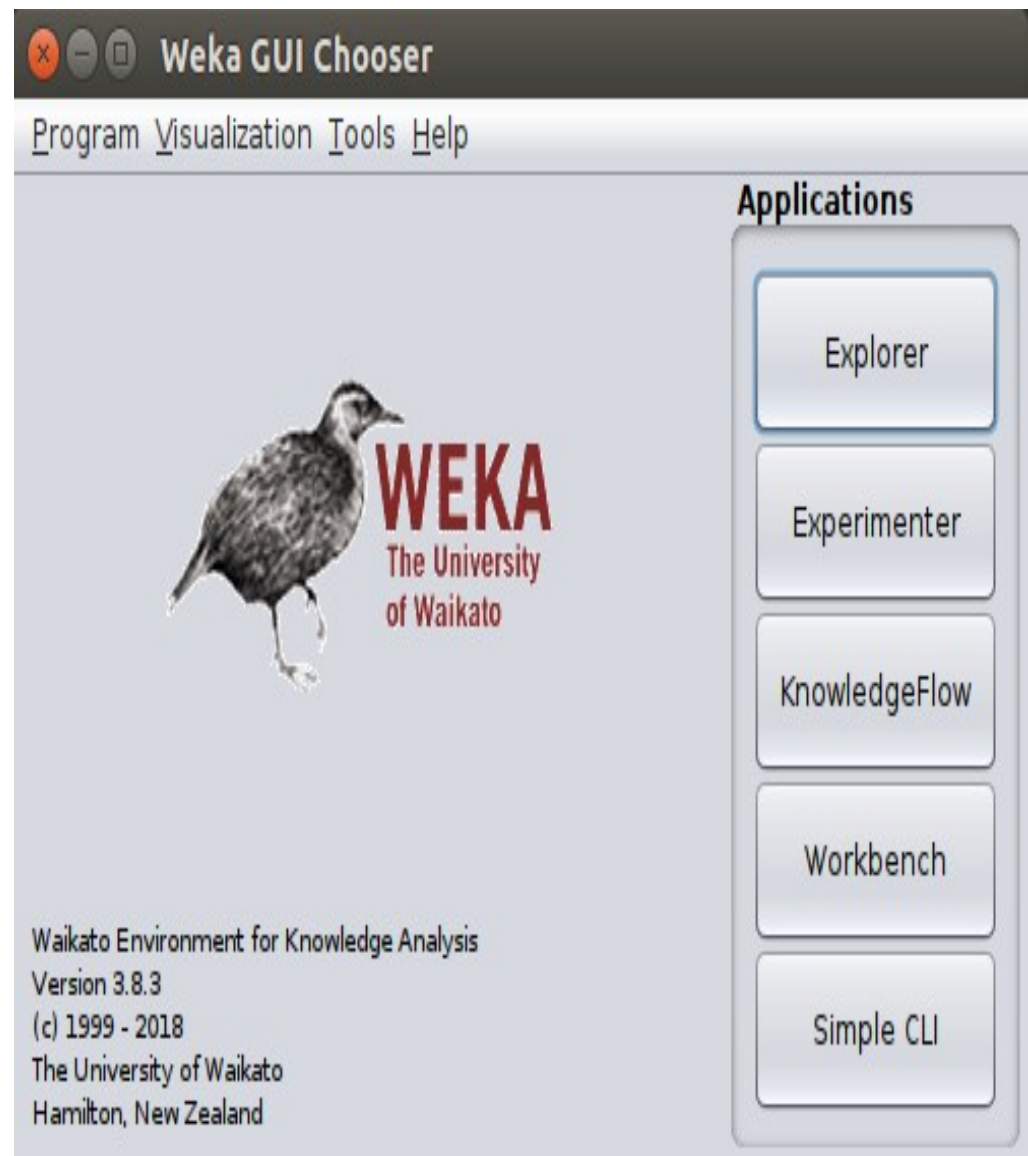 Weka GUI Chooser
Program Visualization Tools Help
Applications
Explorer
Experimenter
KnowledgeFlow
Workbench
Simple CLI
WEKA
The University
of Waikato
Waikato Environment for Knowledge Analysis
Version 3.8.3
(c) 1999 - 2018
The University of Waikato
Hamilton, New Zealand